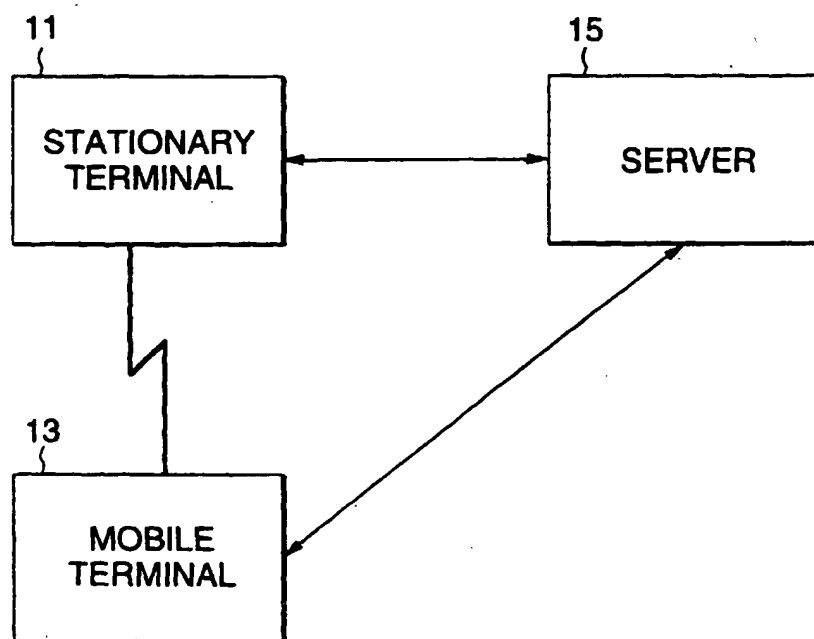 11
15
STATIONARY
TERMINAL
SERVER
13
MOBILE
TERMINAL